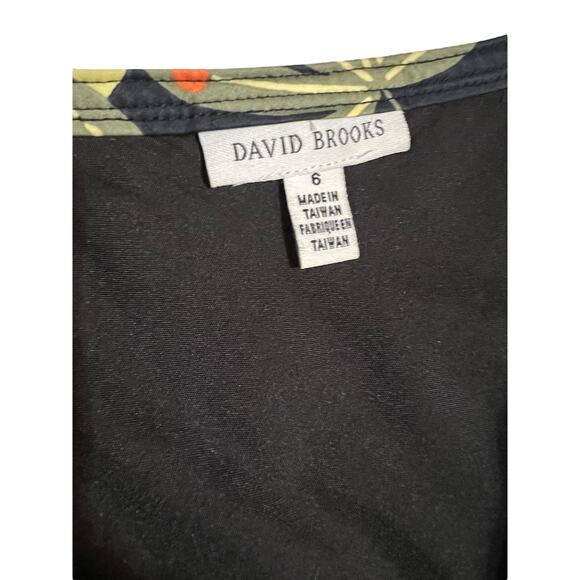 DAVID BROOKS
6
MADE IN
TAIWAN
FABRIQUE EN
TAIWAN